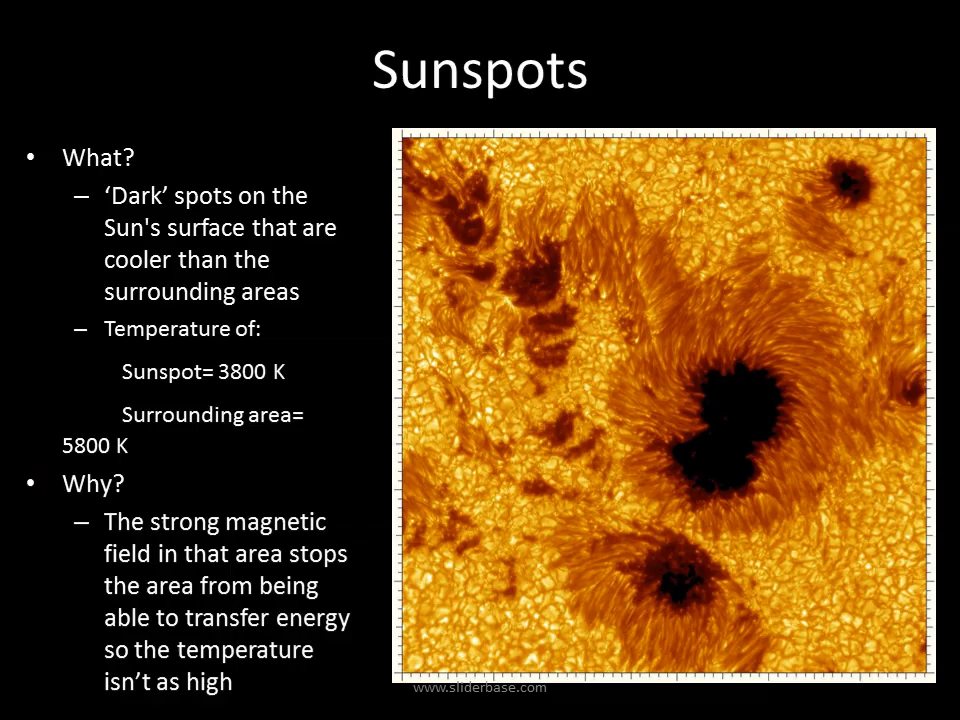 Sunspots
• What?
– ‘Dark’ spots on the
Sun's surface that are
cooler than the
surrounding areas
– Temperature of:
Sunspot= 3800 K
Surrounding area=
5800 K
• Why?
– The strong magnetic
field in that area stops
the area from being
able to transfer energy
so the temperature
isn’t as high
www.sliderbase.com